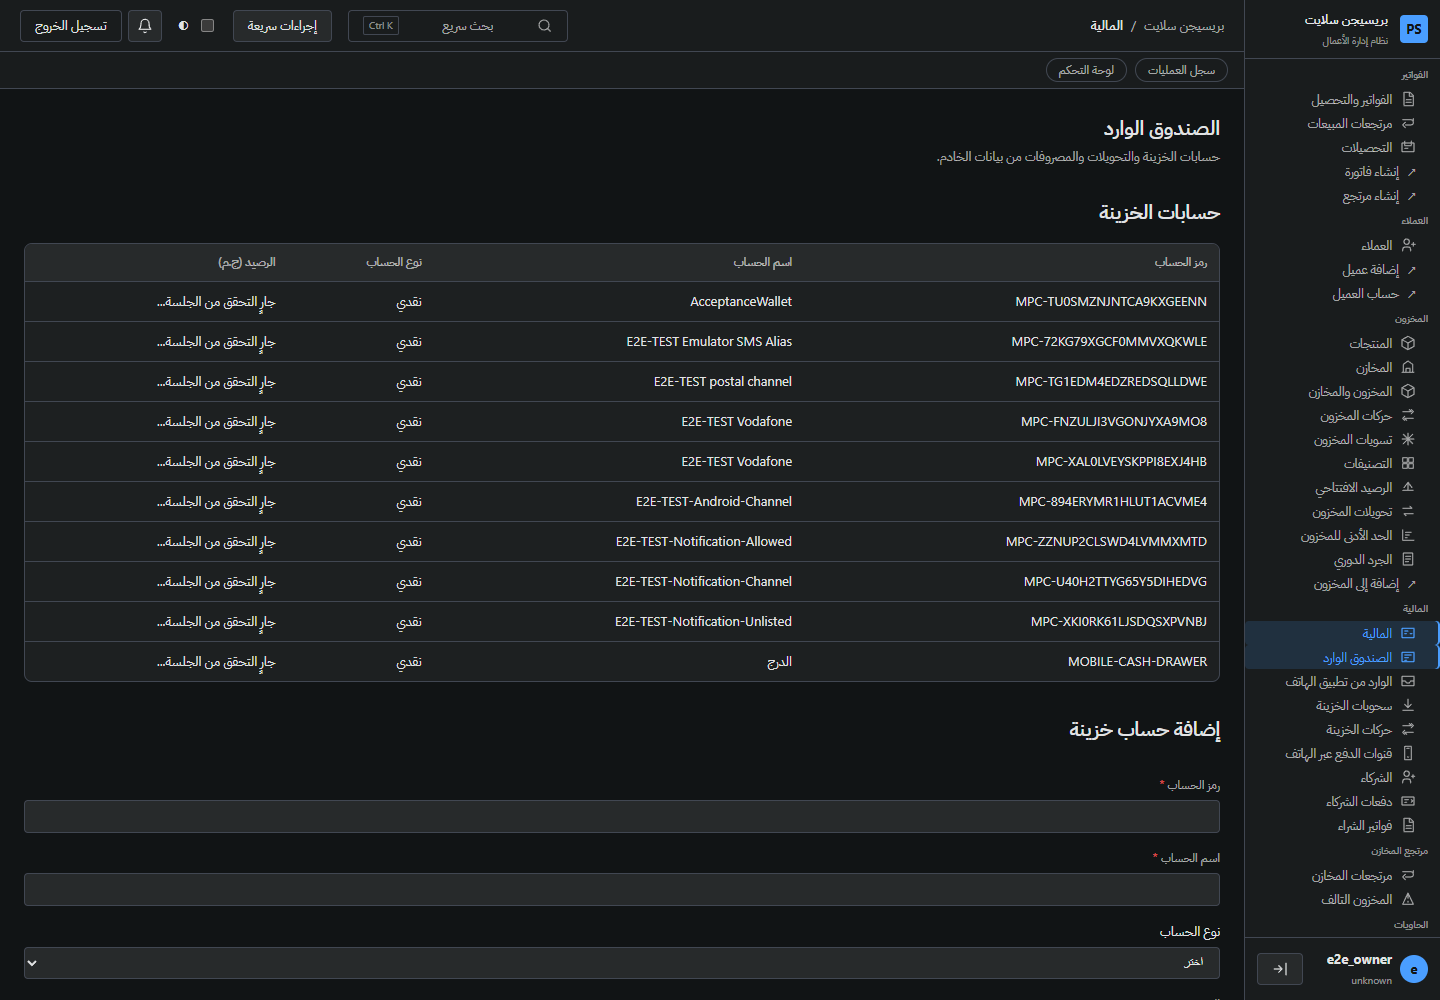 PS
بريسيجن سلايت
نظام إدارة الأعمال
بريسيجن سلايت / المالية
بحث سريع
Ctrl K
إجراءات سريعة
تسجيل الخروج
سجل العمليات
لوحة التحكم
الفواتير
الفواتير والتحصيل
مرتجعات المبيعات
التحصيلات
إنشاء فاتورة
إنشاء مرتجع
العملاء
العملاء
إضافة عميل
حساب العميل
المخزون
المنتجات
المخازن
المخزون والمخازن
حركات المخزون
تسويات المخزون
التصنيفات
الرصيد الافتتاحي
تحويلات المخزون
الحد الأدنى للمخزون
الجرد الدوري
إضافة إلى المخزون
المالية
المالية
الصندوق الوارد
الوارد من تطبيق الهاتف
سحوبات الخزينة
حركات الخزينة
قنوات الدفع عبر الهاتف
الشركاء
دفعات الشركاء
فواتير الشراء
مرتجع المخازن
مرتجعات المخازن
المخزون التالف
الحاويات
e
e2e_owner
unknown
الصندوق الوارد
حسابات الخزينة والتحويلات والمصروفات من بيانات الخادم.
حسابات الخزينة
رمز الحساب اسم الحساب نوع الحساب الرصيد (ج.م)
MPC-TU0SMZNJNTCA9KXGEENN AcceptanceWallet نقدي جارٍ التحقق من الجلسة...
MPC-72KG79XGCF0MMVXQKWLE E2E-TEST Emulator SMS Alias نقدي جارٍ التحقق من الجلسة...
MPC-TG1EDM4EDZREDSQLLDWE E2E-TEST postal channel نقدي جارٍ التحقق من الجلسة...
MPC-FNZULJI3VGONJYXA9MO8 E2E-TEST Vodafone نقدي جارٍ التحقق من الجلسة...
MPC-XAL0LVEYSKPPI8EXJ4HB E2E-TEST Vodafone نقدي جارٍ التحقق من الجلسة...
MPC-894ERYMR1HLUT1ACVME4 E2E-TEST-Android-Channel نقدي جارٍ التحقق من الجلسة...
MPC-ZZNUP2CLSWD4LVMMXMTD E2E-TEST-Notification-Allowed نقدي جارٍ التحقق من الجلسة...
MPC-U40H2TTYG65Y5DIHEDVG E2E-TEST-Notification-Channel نقدي جارٍ التحقق من الجلسة...
MPC-XKI0RK61LJSDQSXPVNBJ E2E-TEST-Notification-Unlisted نقدي جارٍ التحقق من الجلسة...
MOBILE-CASH-DRAWER الدرج نقدي جارٍ التحقق من الجلسة...
إضافة حساب خزينة
رمز الحساب *
اسم الحساب *
نوع الحساب
اختر